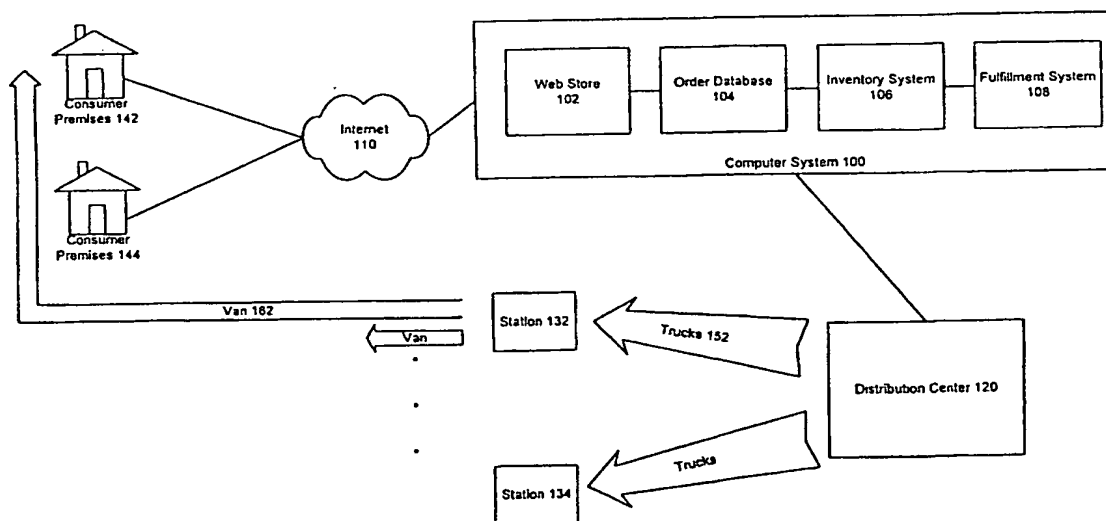 Web Store
102
Order Database
104
Inventory System
106
Fulfillment System
108
Computer System 100
Internet
110
Consumer
Premises 142
Consumer
Premises 144
Van 162
Van
Station 132
Trucks 152
Distribution Center 120
Trucks
Station 134